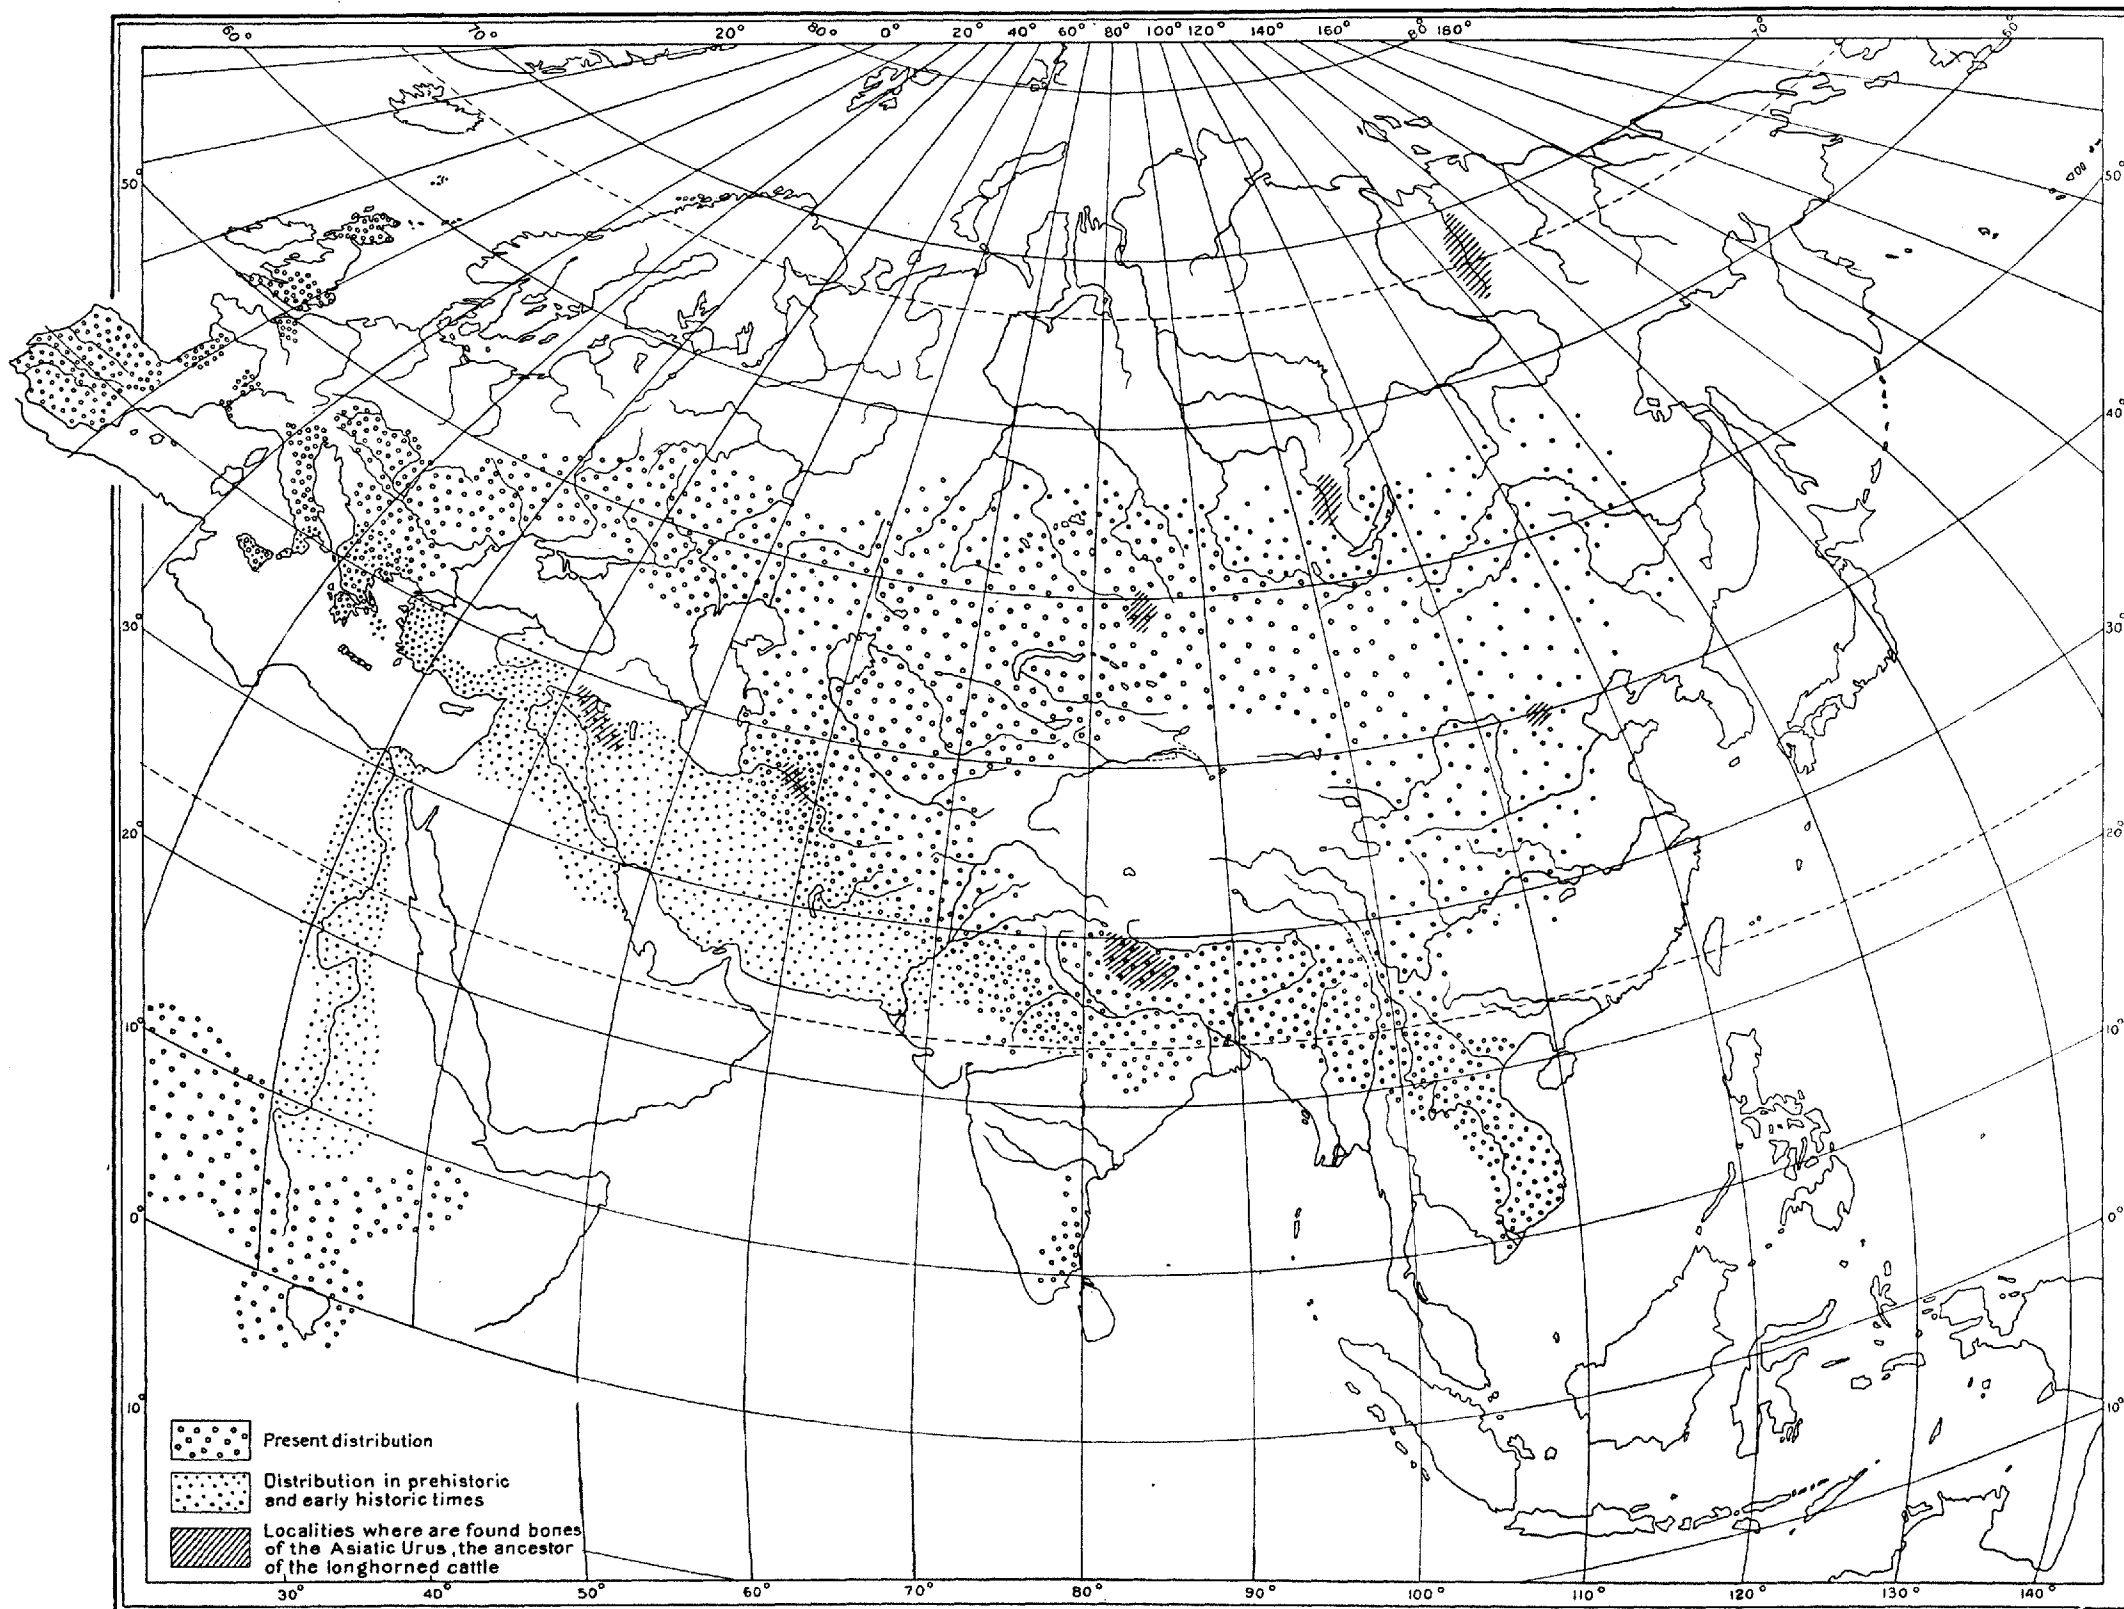 60° 70° 20° 80° 0° 20° 40° 60° 80° 100° 120° 140° 160° 80° 180° 70° 60°
50° 50°
40°
30° 30°
20° 20°
10° 10°
0° 0°
10° 10°
Present distribution
Distribution in prehistoric
and early historic times
Localities where are found bones
of the Asiatic Urus, the ancestor
of the longhorned cattle
30° 40° 50° 60° 70° 80° 90° 100° 110° 120° 130° 140°